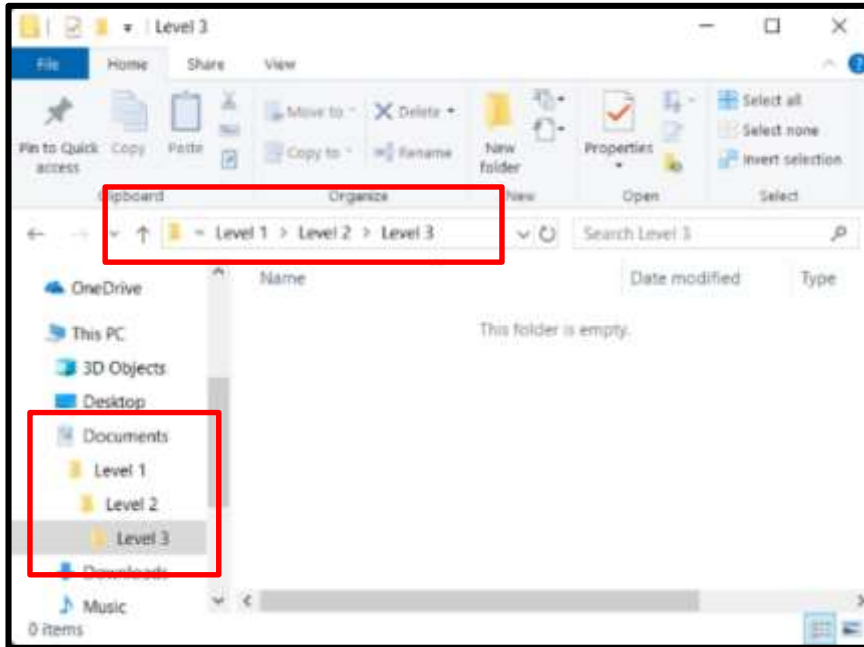 Level 3
File Home Share View
Pin to Quick access
Copy
Paste
Clipboard
Move to
Copy to
Delete
Rename
Organize
New folder
New
Properties
Open
Select all
Select none
Invert selection
Select
Level 1 > Level 2 > Level 3
Search Level 3
OneDrive
This PC
3D Objects
Desktop
Documents
Level 1
Level 2
Level 3
Downloads
Music
Name Date modified Type
This folder is empty.
0 items